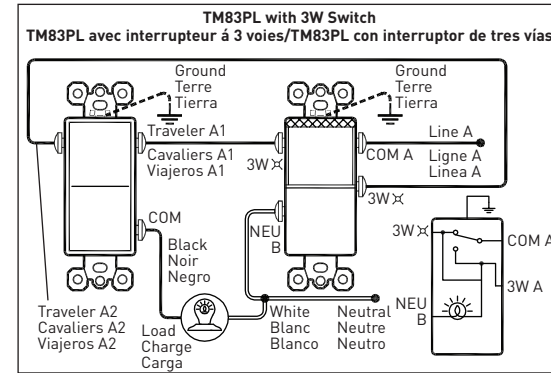 TM83PL with 3W Switch
TM83PL avec interrupteur á 3 voies/TM83PL con interruptor de tres vías
Ground
Terre
Tierra
Ground
Terre
Tierra
Traveler A1
Cavaliers A1
Viajeros A1
3W
COM A
Line A
Ligne A
Linea A
3W
COM
NEU
B
Black
Noir
Negro
3W
COM A
3W A
NEU
B
Traveler A2
Cavaliers A2
Viajeros A2
Load
Charge
Carga
White
Blanc
Blanco
Neutral
Neutre
Neutro